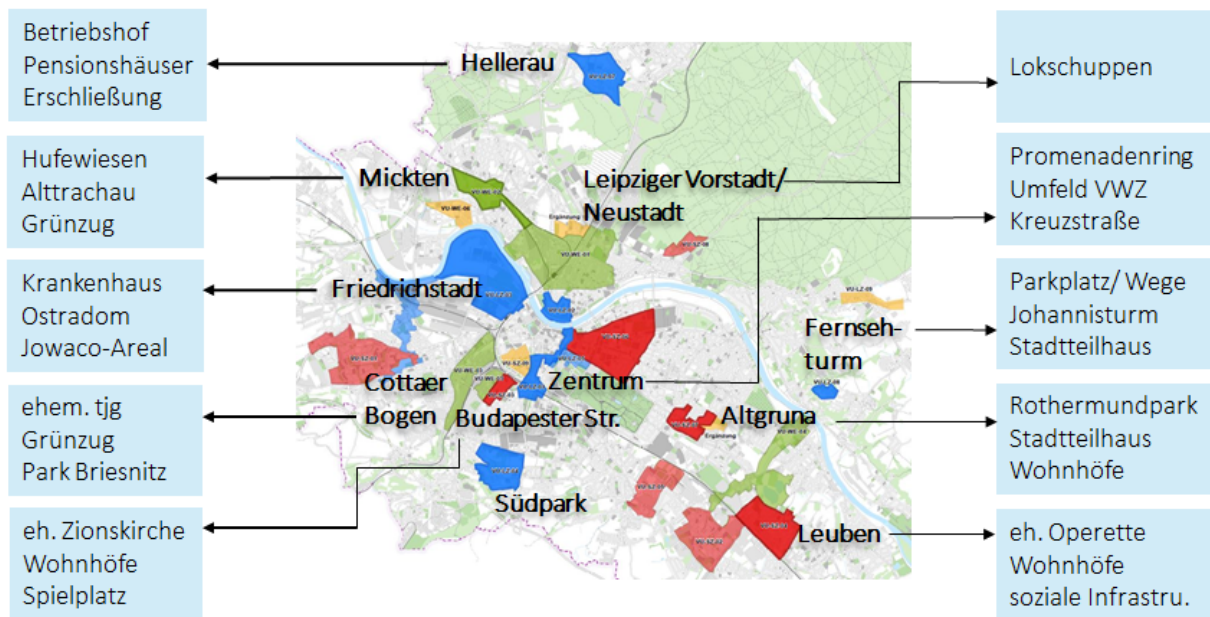 Betriebshof
Pensionshäuser
Erschließung
Hufewiesen
Alttrachau
Grünzug
Krankenhaus
Ostradom
Jowaco-Areal
ehem. tjg
Grünzug
Park Briesnitz
eh. Zionskirche
Wohnhöfe
Spielplatz
Hellerau
Mickten
Leipziger Vorstadt/
Neustadt
Ergänzung
Friedrichstadt
Fernseh-
turm
Cottaer
Bogen
Zentrum
Budapester Str.
Altgruna
Ergänzung
Südpark
Leuben
Lokschuppen
Promenadenring
Umfeld VWZ
Kreuzstraße
Parkplatz/ Wege
Johannisturm
Stadtteilhaus
Rothermundpark
Stadtteilhaus
Wohnhöfe
eh. Operette
Wohnhöfe
soziale Infrastru.